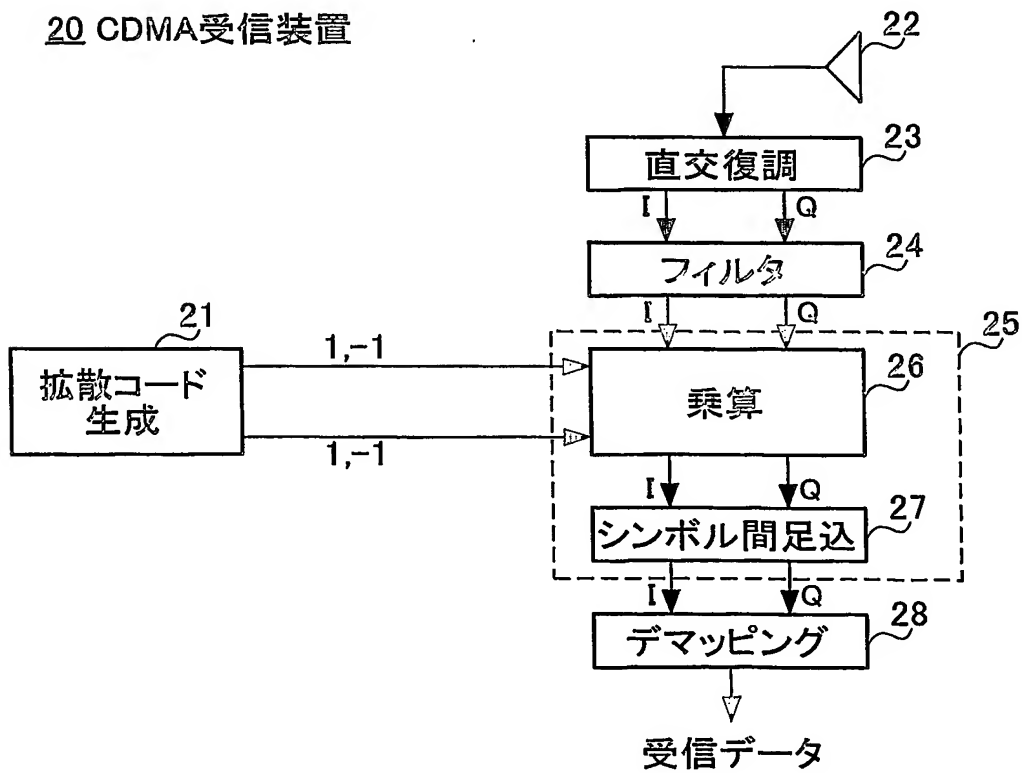 20 CDMA受信装置
22
23
直交復調
I
Q
24
フィルタ
I
Q
25
21
拡散コード
生成
1,-1
1,-1
26
乗算
I
Q
27
シンボル間足込
I
Q
28
デマッピング
受信データ